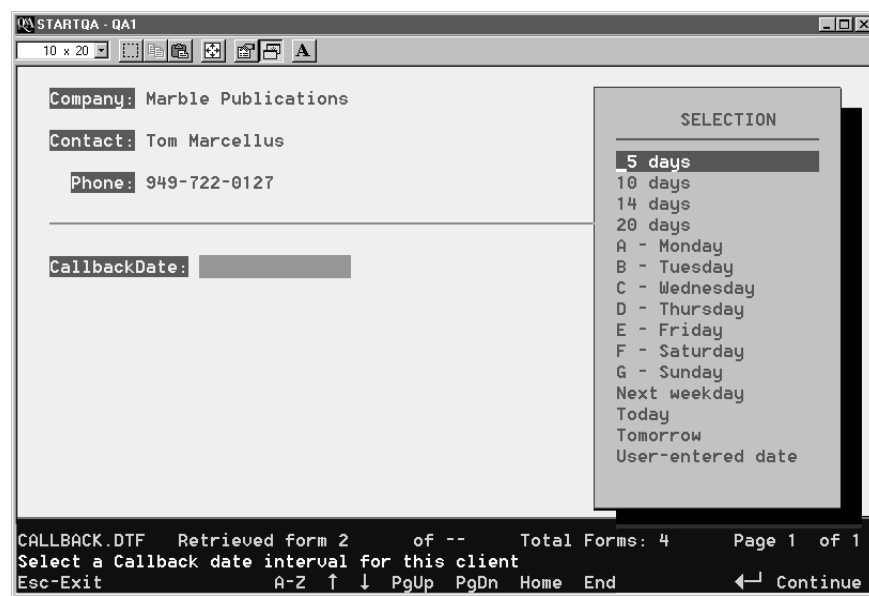 STARTQA - QA1
10 x 20
A
Company: Marble Publications
Contact: Tom Marcellus
Phone: 949-722-0127
CallbackDate:
SELECTION
5 days
10 days
14 days
20 days
A - Monday
B - Tuesday
C - Wednesday
D - Thursday
E - Friday
F - Saturday
G - Sunday
Next weekday
Today
Tomorrow
User-entered date
CALLBACK.DTF Retrieved form 2 of -- Total Forms: 4 Page 1 of 1
Select a Callback date interval for this client
Esc-Exit A-Z ↑ ↓ PgUp PgDn Home End ↵ Continue